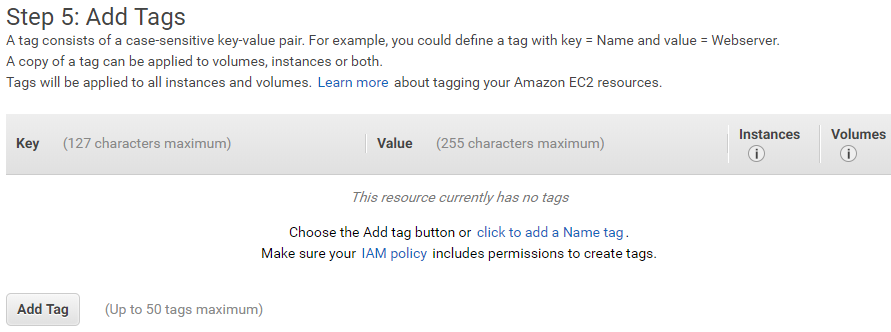 Step 5: Add Tags
A tag consists of a case-sensitive key-value pair. For example, you could define a tag with key = Name and value = Webserver.
A copy of a tag can be applied to volumes, instances or both.
Tags will be applied to all instances and volumes. Learn more about tagging your Amazon EC2 resources.
Key (127 characters maximum) Value (255 characters maximum) Instances Volumes
This resource currently has no tags
Choose the Add tag button or click to add a Name tag.
Make sure your IAM policy includes permissions to create tags.
Add Tag (Up to 50 tags maximum)